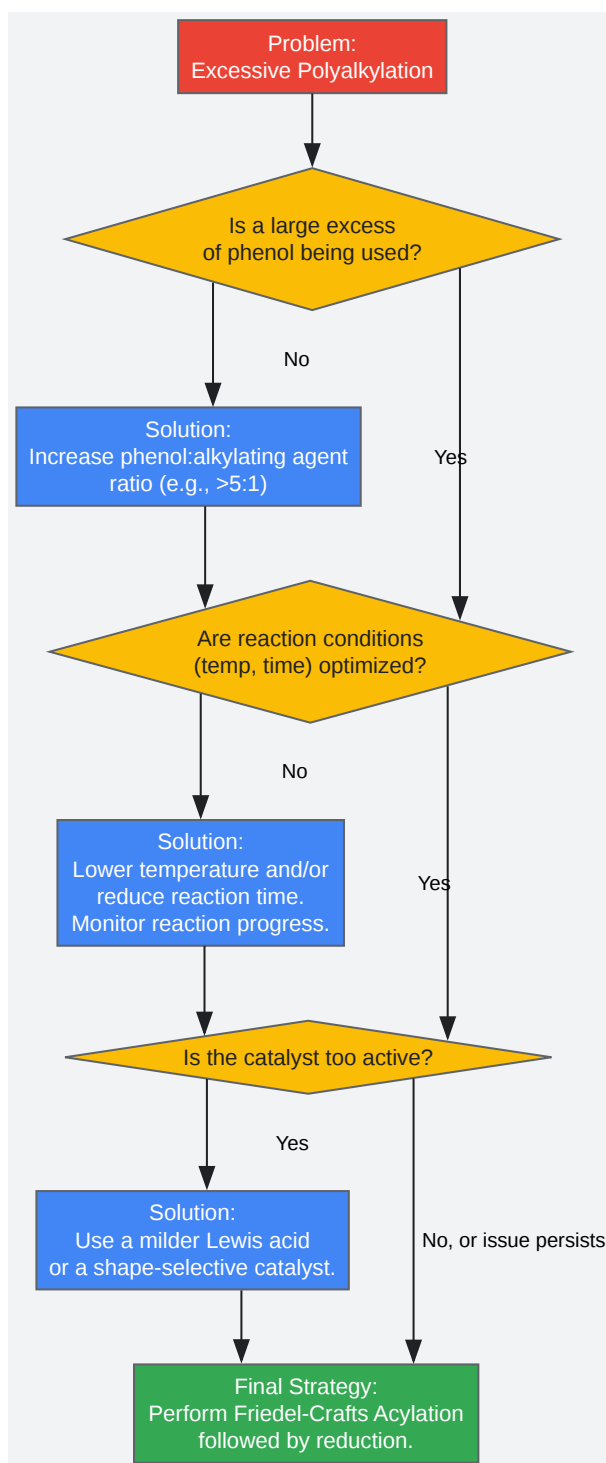 Problem:
Excessive Polyalkylation
Is a large excess
of phenol being used?
No
Solution:
Increase phenol:alkylating agent
ratio (e.g., >5:1)
Yes
Are reaction conditions
(temp, time) optimized?
No
Solution:
Lower temperature and/or
reduce reaction time.
Monitor reaction progress.
Yes
Is the catalyst too active?
Yes
Solution:
Use a milder Lewis acid
or a shape-selective catalyst.
No, or issue persists
Final Strategy:
Perform Friedel-Crafts Acylation
followed by reduction.